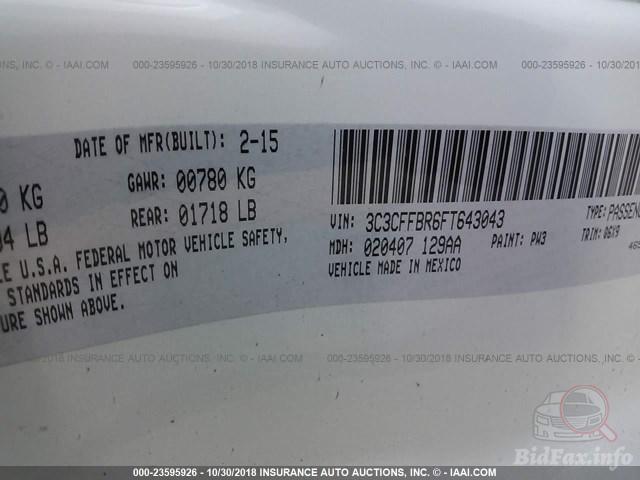 000-23595926 - 10/30/2018 INSURANCE AUTO AUCTIONS, INC. - IAAI.COM
DATE OF MFR(BUILT): 2-15
0 KG GAWR: 00780 KG
04 LB REAR: 01718 LB
U.S.A. FEDERAL MOTOR VEHICLE SAFETY,
STANDARDS IN EFFECT ON
URE SHOWN ABOVE.
VIN: 3C3CFFBR6FT643043 TYPE: PASSEN
MDH: 020407 129AA PAINT: PW3 TRIM: O6X9
VEHICLE MADE IN MEXICO
INC. - IAAI.COM 000-23595926 - 10/30/2018 INSURANCE AUTO AUCTIONS, INC. - IAAI.COM
000-23595926 - 10/30/2018 INSURANCE AUTO AUCTIONS, INC. - IAAI.COM
BidFax.info
000-23595926 - 10/30/2018 INSURANCE AUTO AUCTIONS, INC. - IAAI.COM